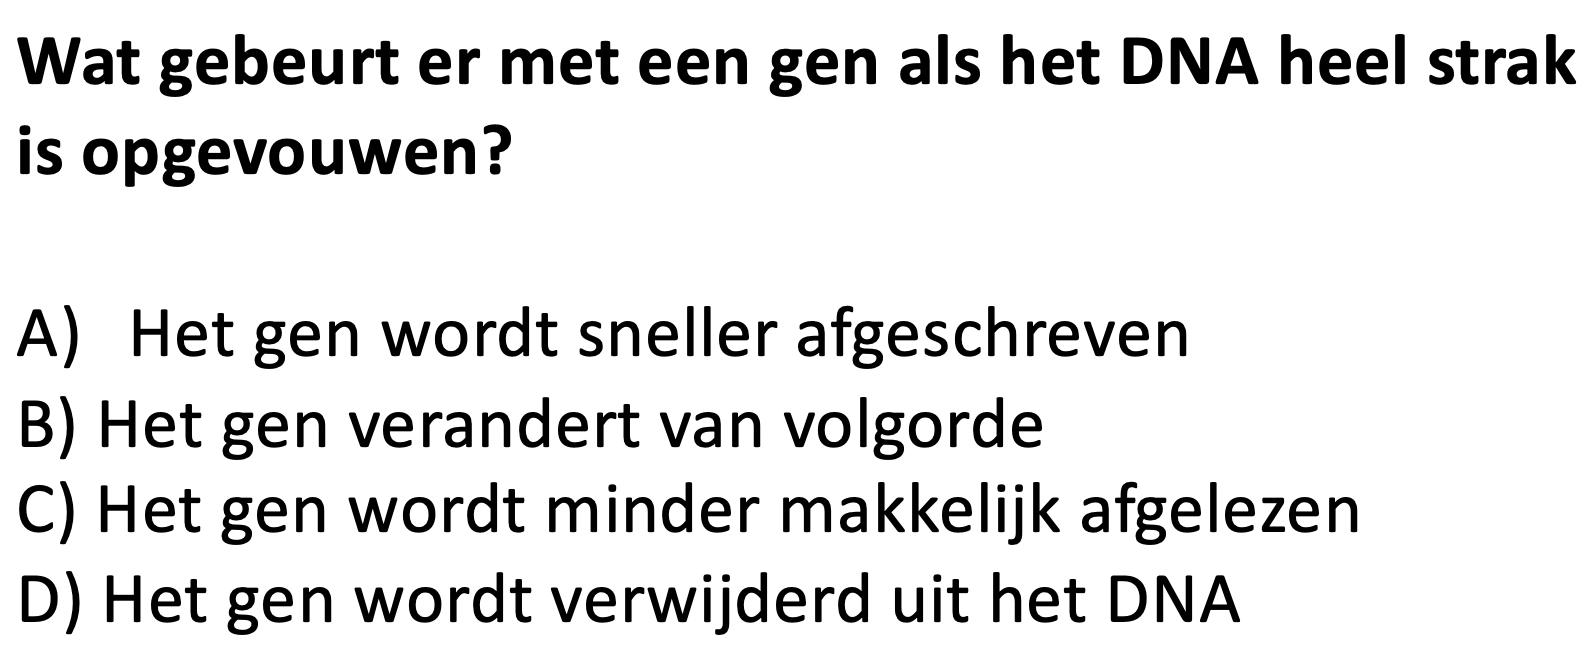 Wat gebeurt er met een gen als het DNA heel strak
is opgevouwen?
A) Het gen wordt sneller afgeschreven
B) Het gen verandert van volgorde
C) Het gen wordt minder makkelijk afgelezen
D) Het gen wordt verwijderd uit het DNA